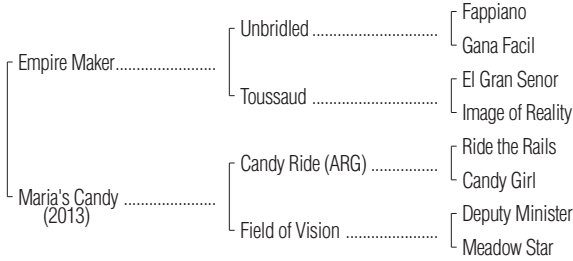 Fappiano
Unbridled ..................................
Gana Facil
Empire Maker...........................
El Gran Senor
Toussaud ..................................
Image of Reality
Ride the Rails
Candy Ride (ARG) ..................
Candy Girl
Maria's Candy .........................
(2013)
Deputy Minister
Field of Vision .........................
Meadow Star